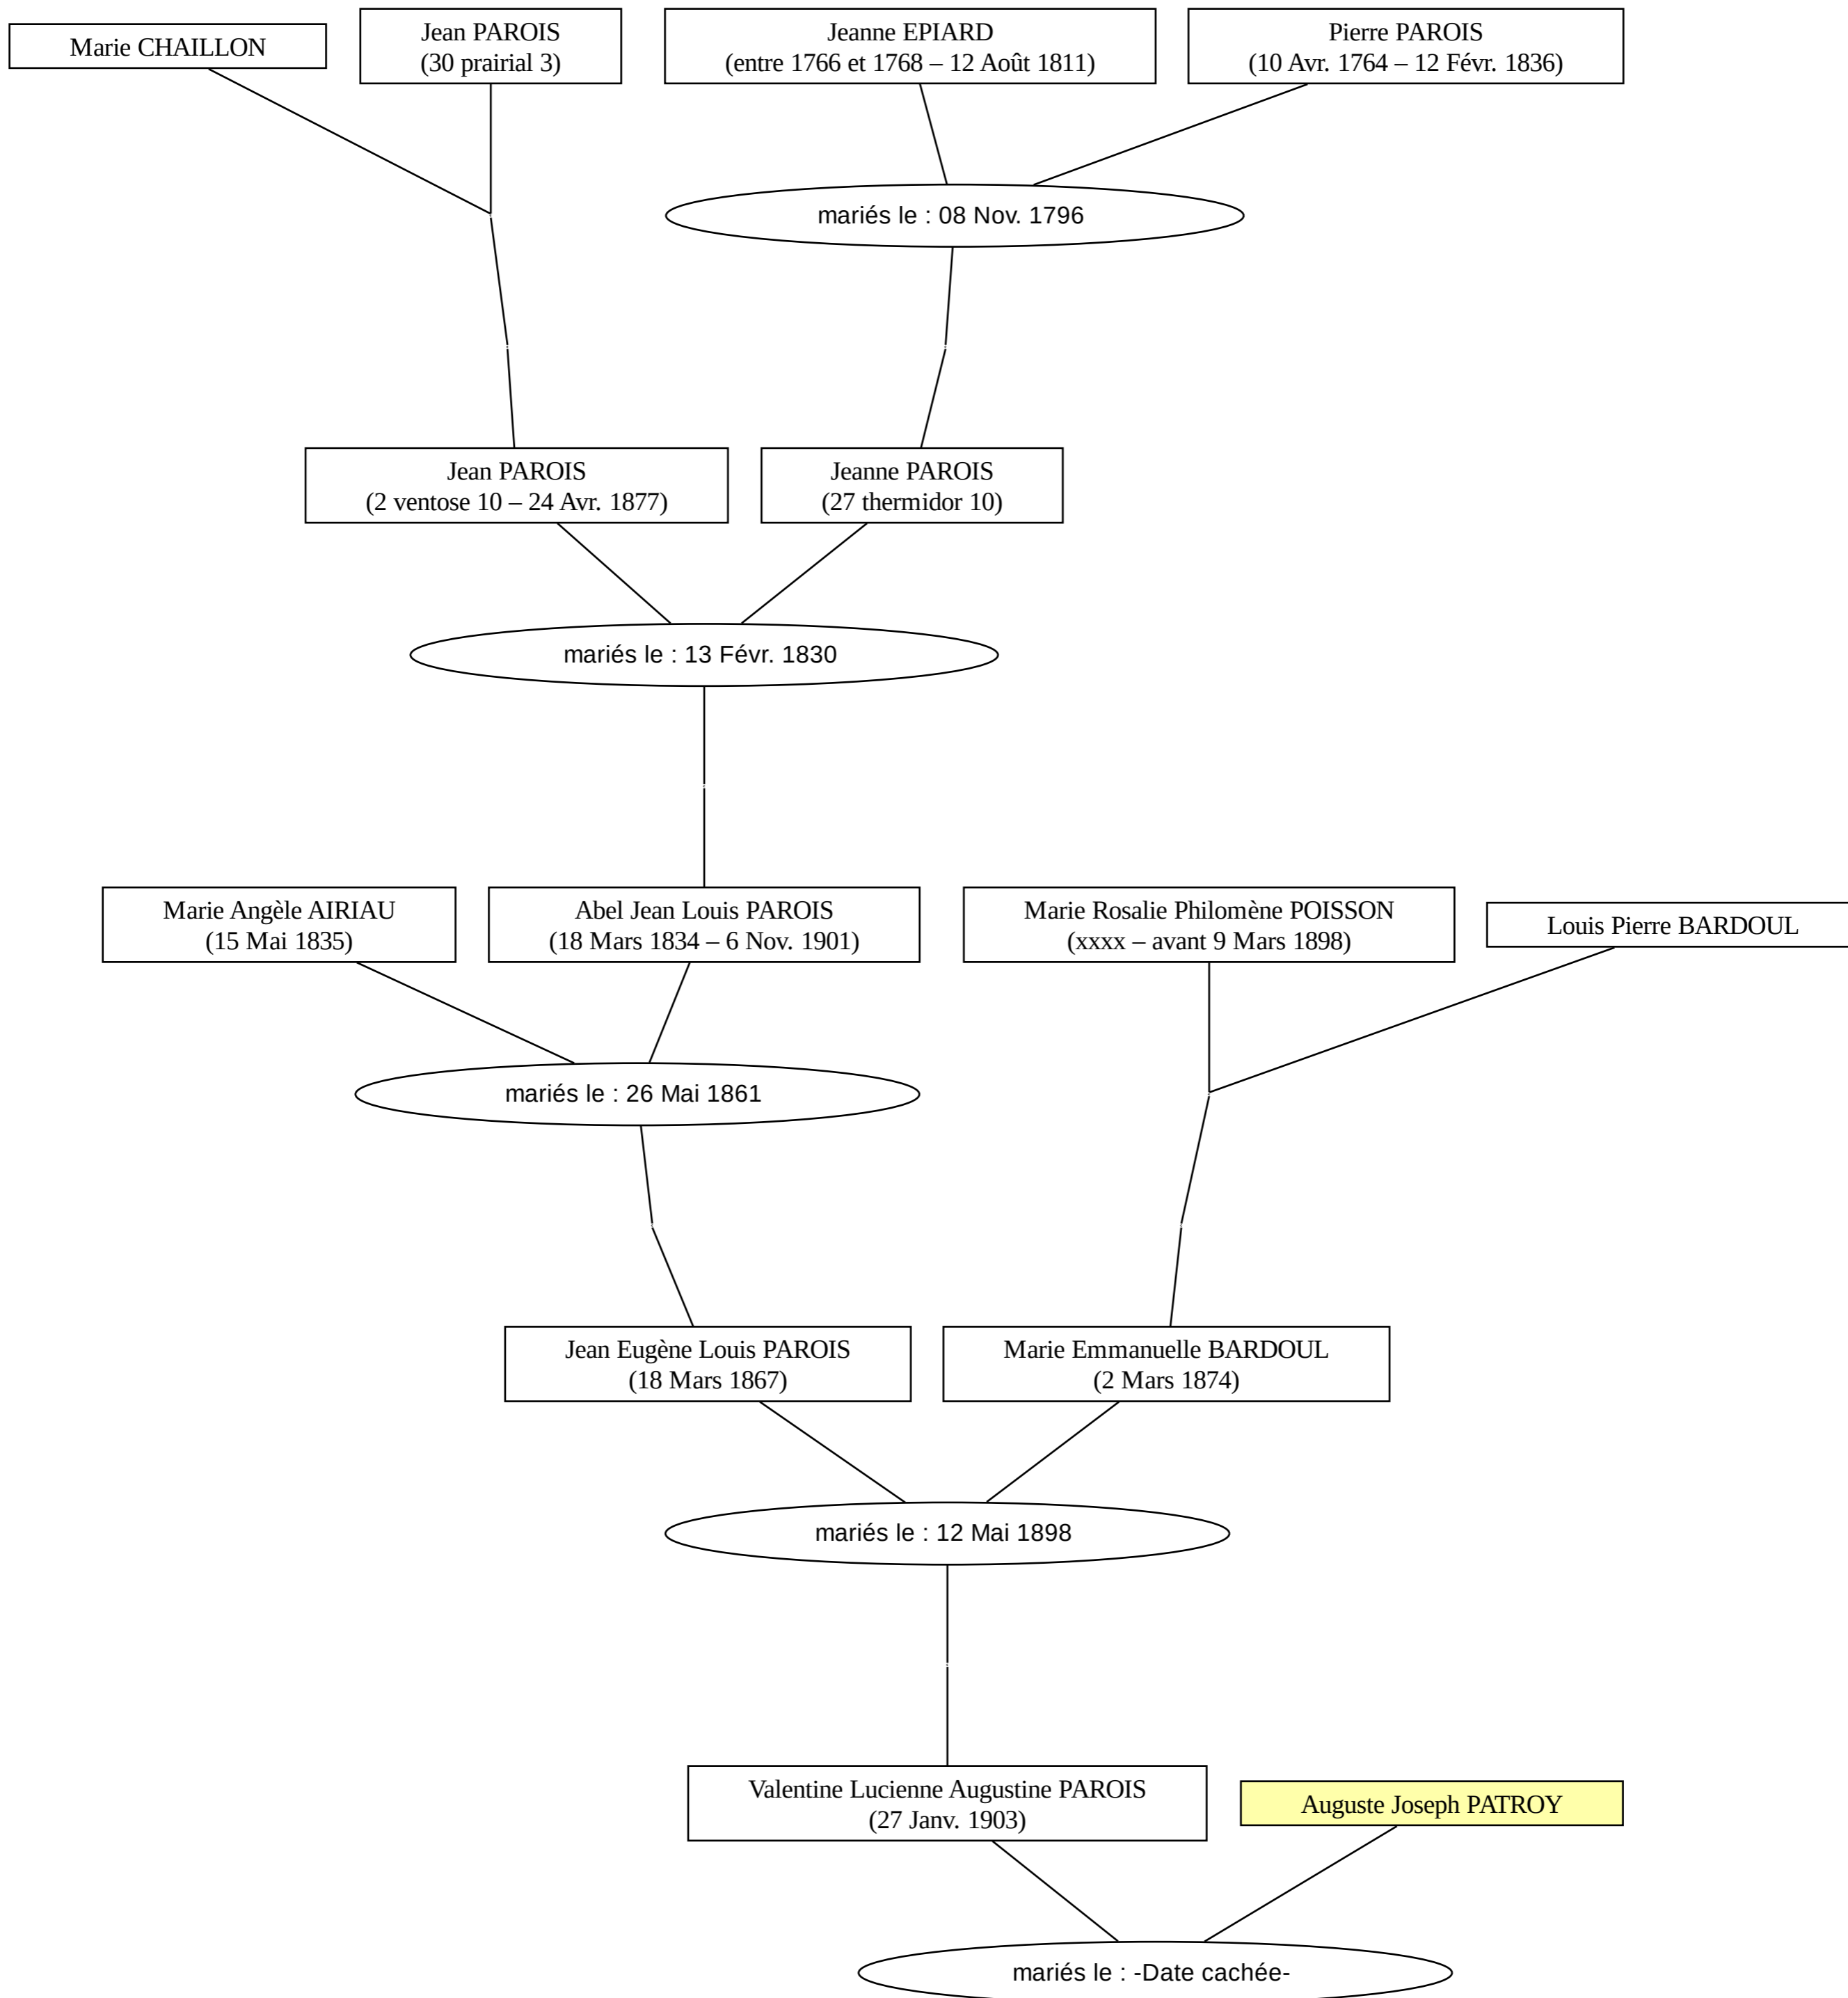 Marie CHAILLON
Jean PAROIS
(30 prairial 3)
Jeanne EPIARD
(entre 1766 et 1768 – 12 Août 1811)
Pierre PAROIS
(10 Avr. 1764 – 12 Févr. 1836)
mariés le : 08 Nov. 1796
Jean PAROIS
(2 ventose 10 – 24 Avr. 1877)
Jeanne PAROIS
(27 thermidor 10)
mariés le : 13 Févr. 1830
Marie Angèle AIRIAU
(15 Mai 1835)
Abel Jean Louis PAROIS
(18 Mars 1834 – 6 Nov. 1901)
Marie Rosalie Philomène POISSON
(xxxx – avant 9 Mars 1898)
Louis Pierre BARDOUL
mariés le : 26 Mai 1861
Jean Eugène Louis PAROIS
(18 Mars 1867)
Marie Emmanuelle BARDOUL
(2 Mars 1874)
mariés le : 12 Mai 1898
Valentine Lucienne Augustine PAROIS
(27 Janv. 1903)
Auguste Joseph PATROY
mariés le : -Date cachée-